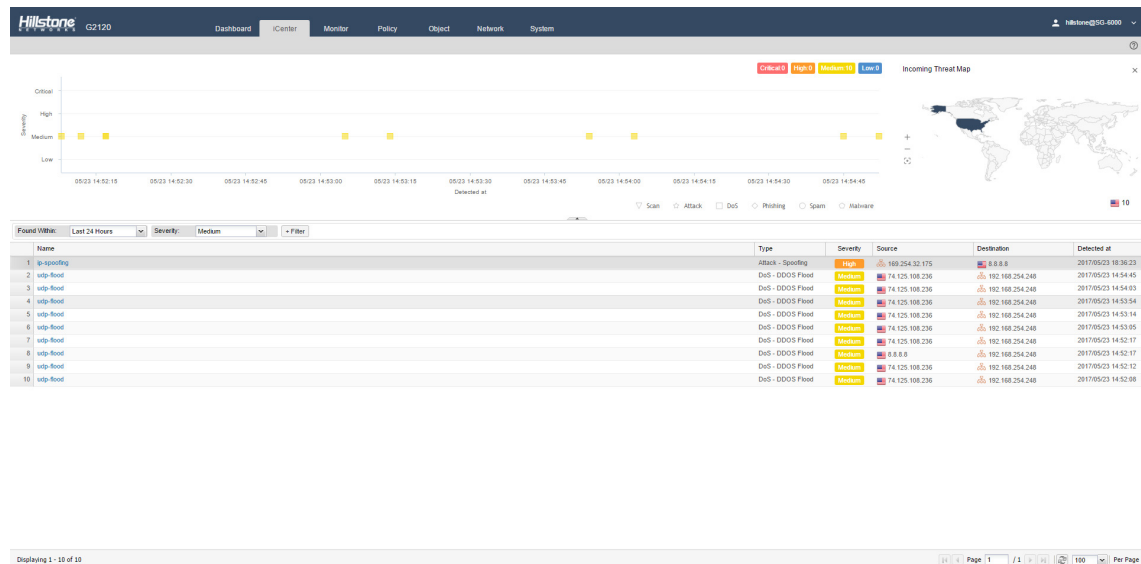 Hillstone G2120 Dashboard iCenter Monitor Policy Object Network System hillstone@SG-6000
NETWORKS
Critical:0 High:0 Medium:10 Low:0 Incoming Threat Map
Critical
High
Severity
Medium
Low
05/23 14:52:15 05/23 14:52:30 05/23 14:52:45 05/23 14:53:00 05/23 14:53:15 05/23 14:53:30 05/23 14:53:45 05/23 14:54:00 05/23 14:54:15 05/23 14:54:30 05/23 14:54:45
Detected at
Scan Attack DoS Phishing Spam Malware 10
Found Within: Last 24 Hours Severity: Medium + Filter
Name Type Severity Source Destination Detected at
1 ip-spoofing Attack - Spoofing High 169.254.32.175 8.8.8.8 2017/05/23 18:36:23
2 udp-flood DoS - DDOS Flood Medium 74.125.108.236 192.168.254.248 2017/05/23 14:54:45
3 udp-flood DoS - DDOS Flood Medium 74.125.108.236 192.168.254.248 2017/05/23 14:54:03
4 udp-flood DoS - DDOS Flood Medium 74.125.108.236 192.168.254.248 2017/05/23 14:53:54
5 udp-flood DoS - DDOS Flood Medium 74.125.108.236 192.168.254.248 2017/05/23 14:53:14
6 udp-flood DoS - DDOS Flood Medium 74.125.108.236 192.168.254.248 2017/05/23 14:53:05
7 udp-flood DoS - DDOS Flood Medium 74.125.108.236 192.168.254.248 2017/05/23 14:52:17
8 udp-flood DoS - DDOS Flood Medium 8.8.8.8 192.168.254.248 2017/05/23 14:52:17
9 udp-flood DoS - DDOS Flood Medium 74.125.108.236 192.168.254.248 2017/05/23 14:52:12
10 udp-flood DoS - DDOS Flood Medium 74.125.108.236 192.168.254.248 2017/05/23 14:52:08
Displaying 1 - 10 of 10 Page 1 / 1 100 Per Page